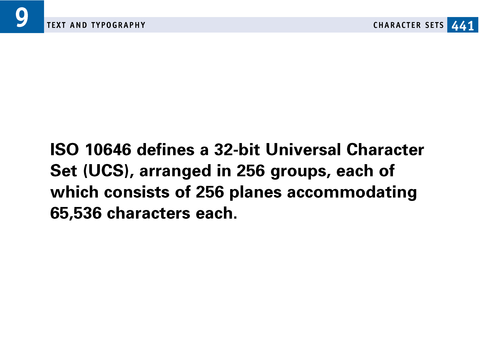 9
TEXT AND TYPOGRAPHY
CHARACTER SETS 441
ISO 10646 defines a 32-bit Universal Character
Set (UCS), arranged in 256 groups, each of
which consists of 256 planes accommodating
65,536 characters each.